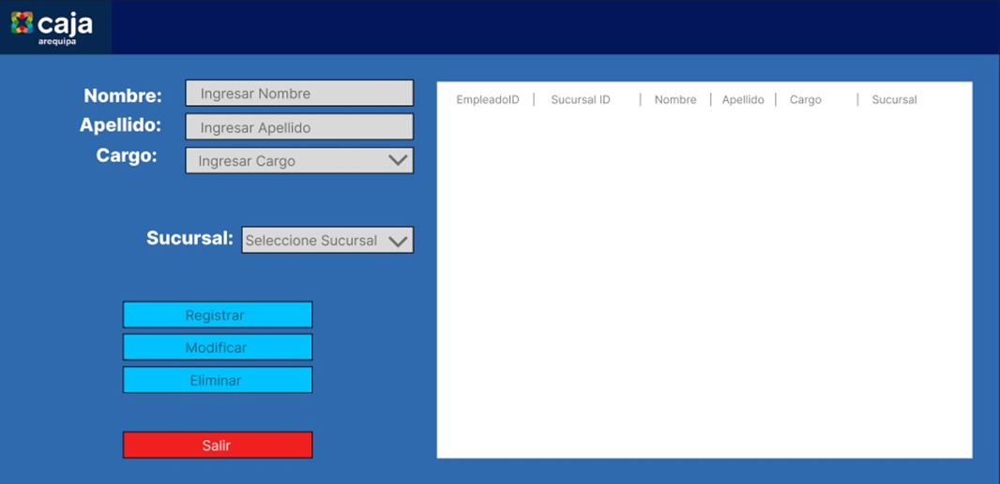 caja
arequipa
Nombre: Ingresar Nombre
Apellido: Ingresar Apellido
Cargo: Ingresar Cargo
Sucursal: Seleccione Sucursal
Registrar
Modificar
Eliminar
Salir
EmpleadoID | Sucursal ID | Nombre | Apellido | Cargo | Sucursal